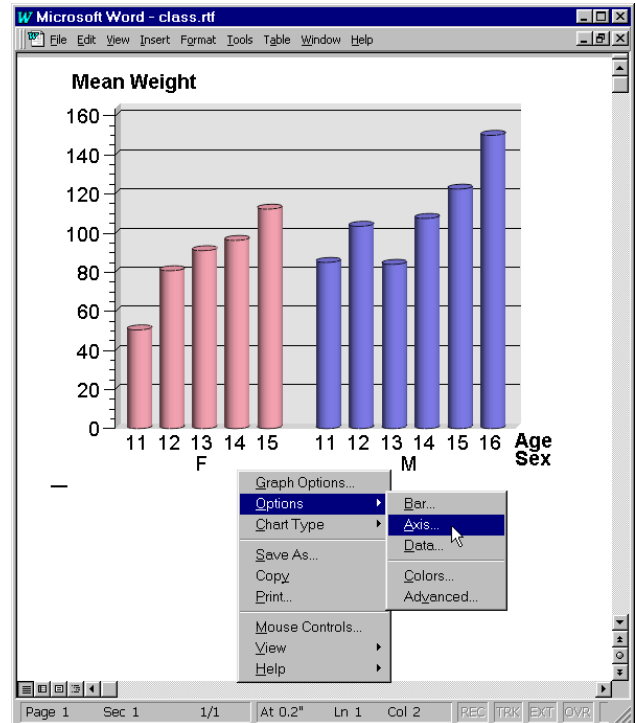 Microsoft Word - class.rtf
File Edit View Insert Format Tools Table Window Help
Mean Weight
160
140
120
100
80
60
40
20
0
11 12 13 14 15 11 12 13 14 15 16 Age
F M Sex
Graph Options...
Options
Chart Type
Save As...
Copy
Print...
Mouse Controls...
View
Help
Bar...
Axis...
Data...
Colors...
Advanced...
Page 1 Sec 1 1/1 At 0.2" Ln 1 Col 2 REC TRK EXT OVR